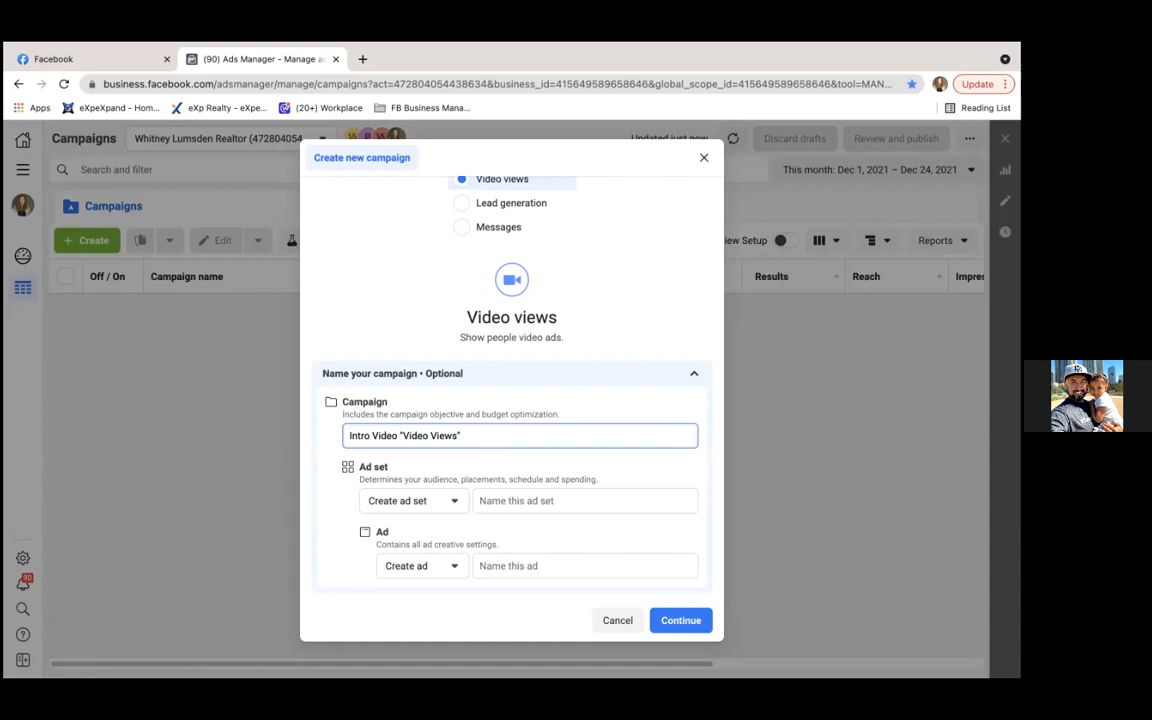 Facebook
(90) Ads Manager - Manage a
business.facebook.com/adsmanager/manage/campaigns?act=472804054438634&business_id=415649589658646&global_scope_id=415649589658646&tool=MAN...
Update
Apps
eXpeXpand - Hom...
eXp Realty - eXpe...
(20+) Workplace
FB Business Mana...
Reading List
Campaigns
Whitney Lumsden Realtor (472804054
Updated just now
Discard drafts
Review and publish
Create new campaign
Search and filter
This month: Dec 1, 2021 – Dec 24, 2021
Video views
Lead generation
Messages
Campaigns
+ Create
Edit
ew Setup
Reports
Off / On
Campaign name
Results
Reach
Impres
Video views
Show people video ads.
Name your campaign • Optional
Campaign
Includes the campaign objective and budget optimization.
Intro Video "Video Views"
Ad set
Determines your audience, placements, schedule and spending.
Create ad set
Name this ad set
Ad
Contains all ad creative settings.
Create ad
Name this ad
90
Cancel
Continue